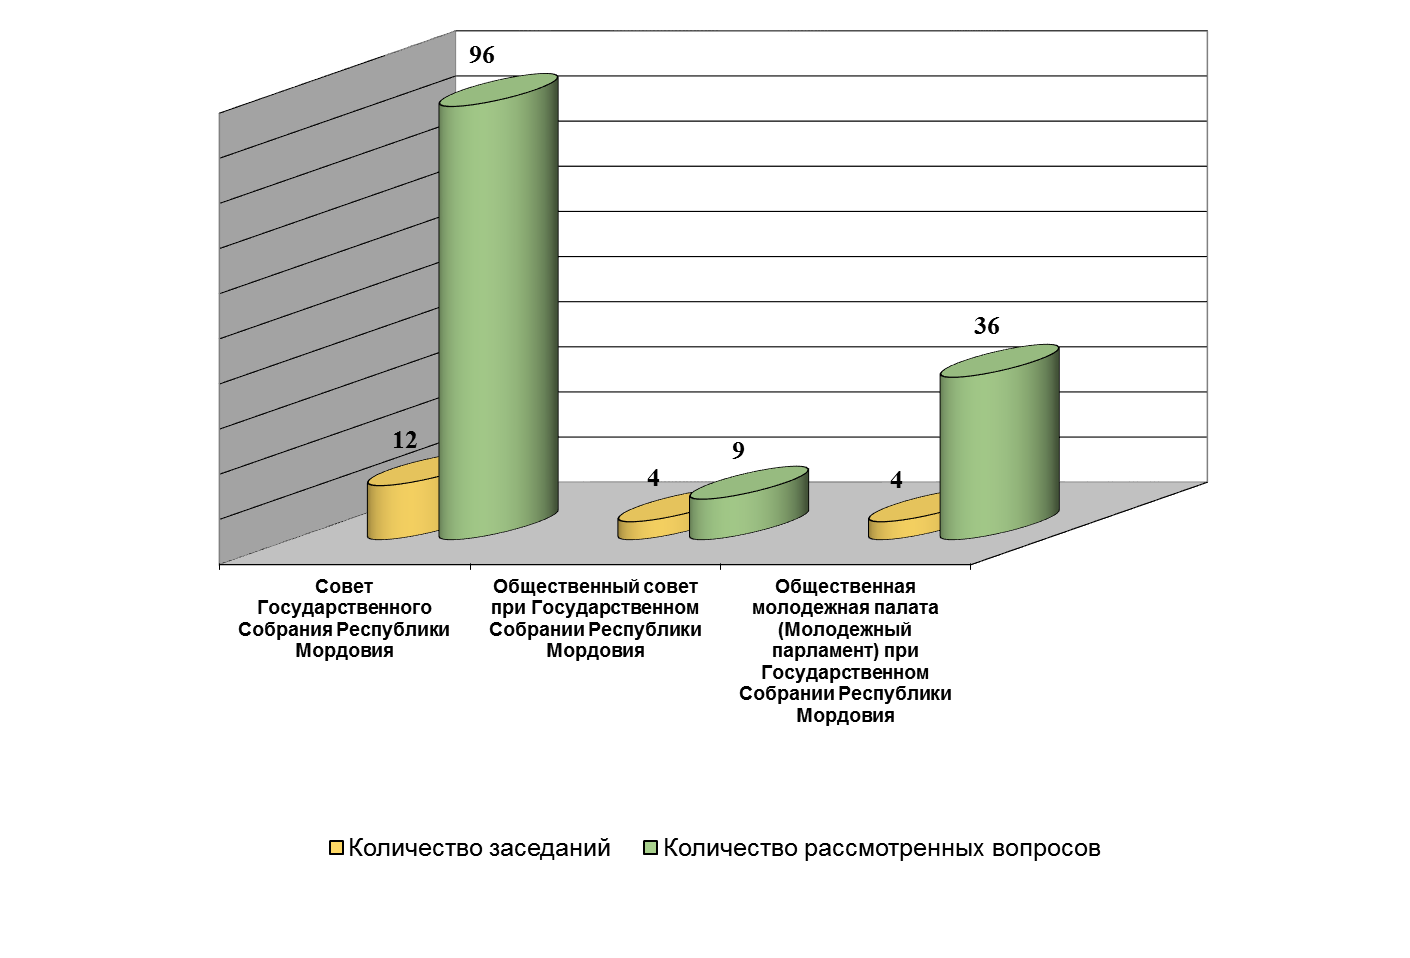 96
36
12
9
4
4
Совет
Государственного
Собрания Республики
Мордовия
Общественный совет
при Государственном
Собрании Республики
Мордовия
Общественная
молодежная палата
(Молодежный
парламент) при
Государственном
Собрании Республики
Мордовия
Количество заседаний
Количество рассмотренных вопросов